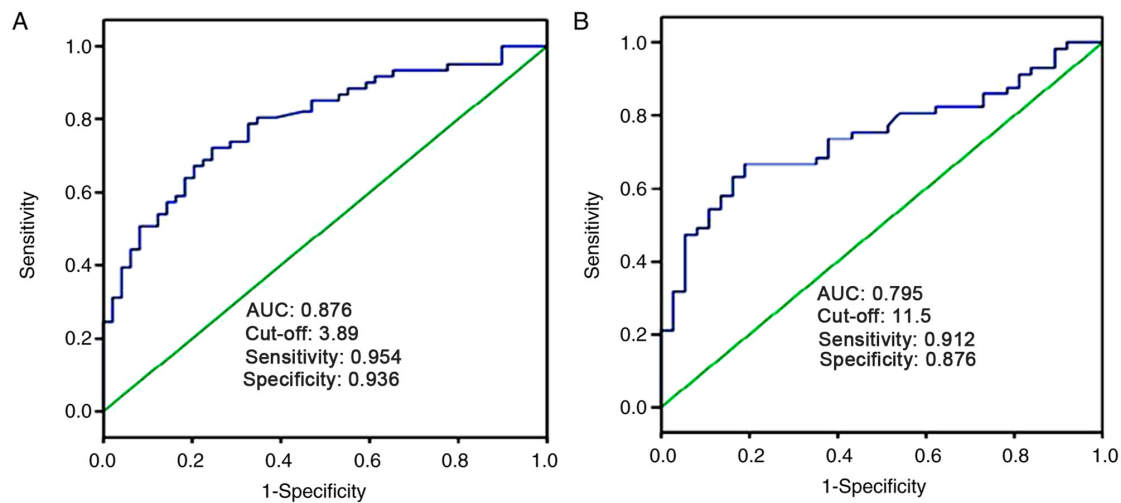 A
1.0
0.8
0.6
0.4
0.2
0.0
Sensitivity
AUC: 0.876
Cut-off: 3.89
Sensitivity: 0.954
Specificity: 0.936
0.0 0.2 0.4 0.6 0.8 1.0
1-Specificity
B
1.0
0.8
0.6
0.4
0.2
0.0
Sensitivity
AUC: 0.795
Cut-off: 11.5
Sensitivity: 0.912
Specificity: 0.876
0.0 0.2 0.4 0.6 0.8 1.0
1-Specificity